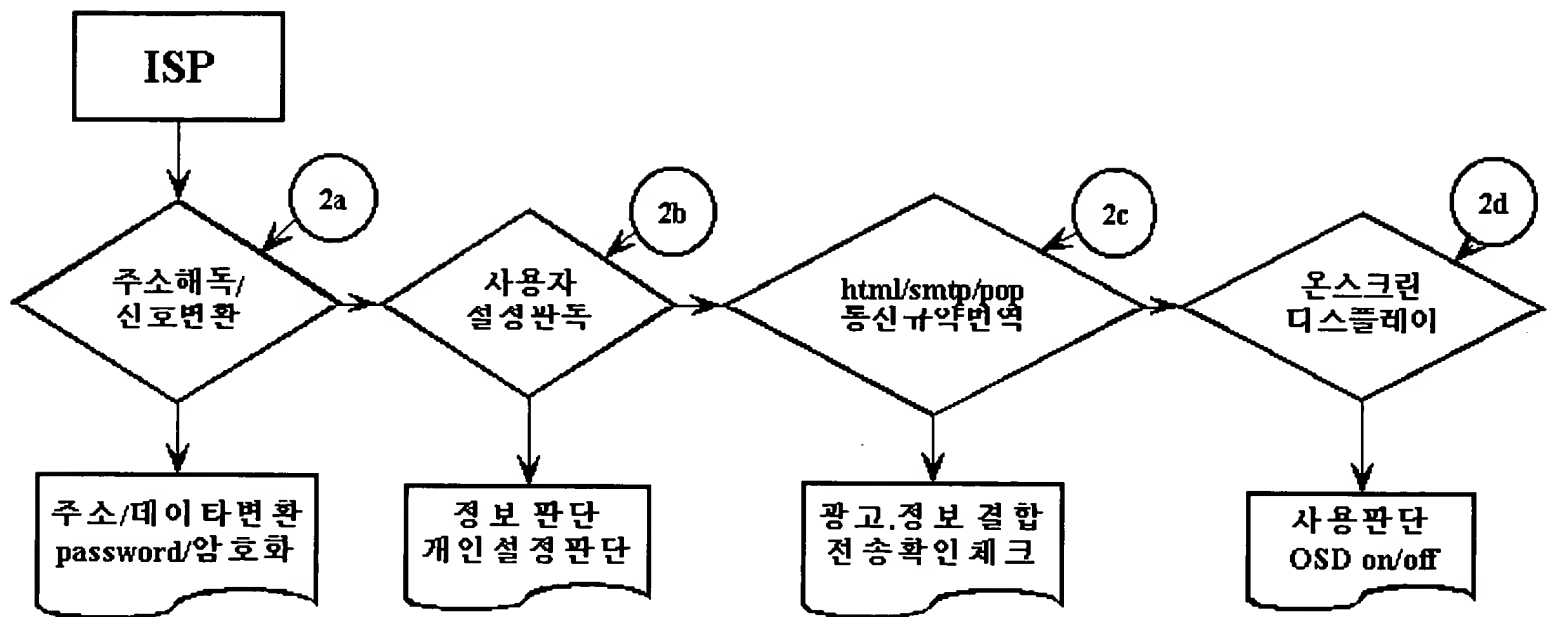 ISP
2a
2b
2c
2d
주소해독/
신호변환
사용자
설정판독
html/smtp/pop
통신규약번역
온스크린
디스플레이
주소/데이타변환
password/암호화
정보판단
개인설정판단
광고.정보결합
전송확인체크
사용판단
OSD on/off